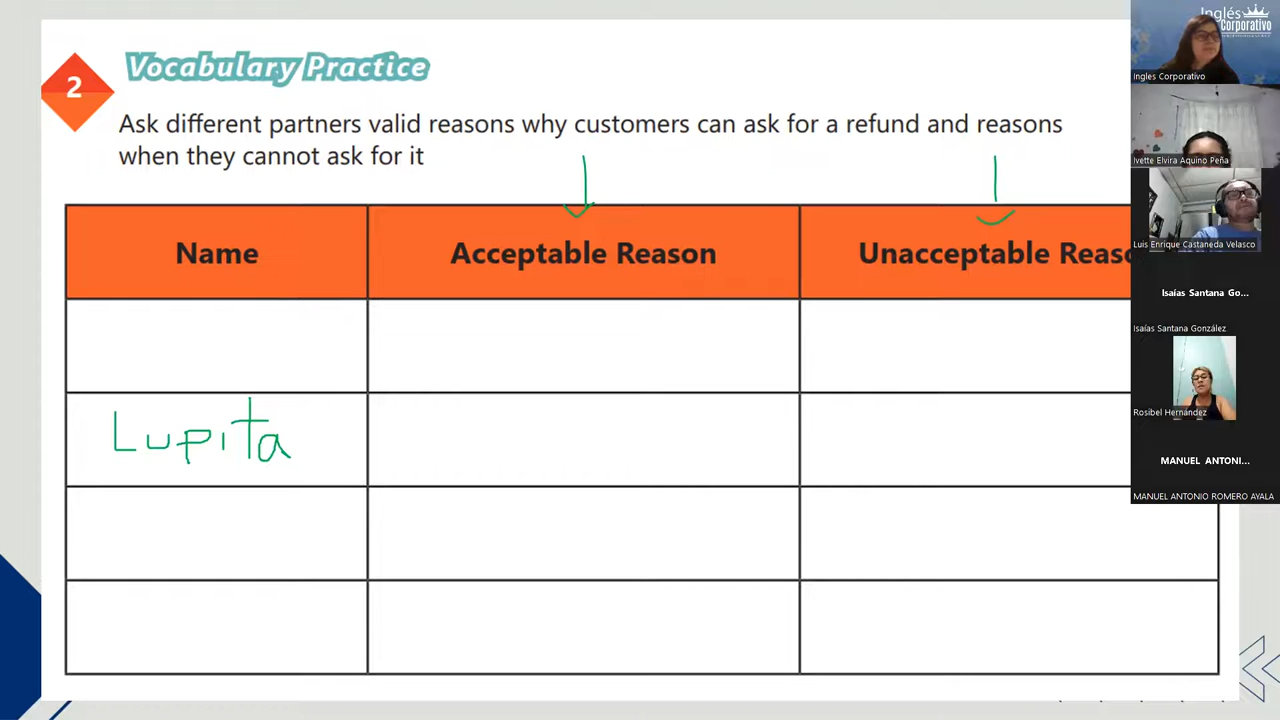 2
Vocabulary Practice
Ask different partners valid reasons why customers can ask for a refund and reasons
when they cannot ask for it
Name
Acceptable Reason
Unacceptable Reaso
Lupita
Inglés
Corporativo
Ingles Corporativo
Ivette Elvira Aquino Peña
Luis Enrique Castaneda Velasco
Isaías Santana Go...
Isaías Santana González
Rosibel Hernández
MANUEL ANTONI...
MANUEL ANTONIO ROMERO AYALA